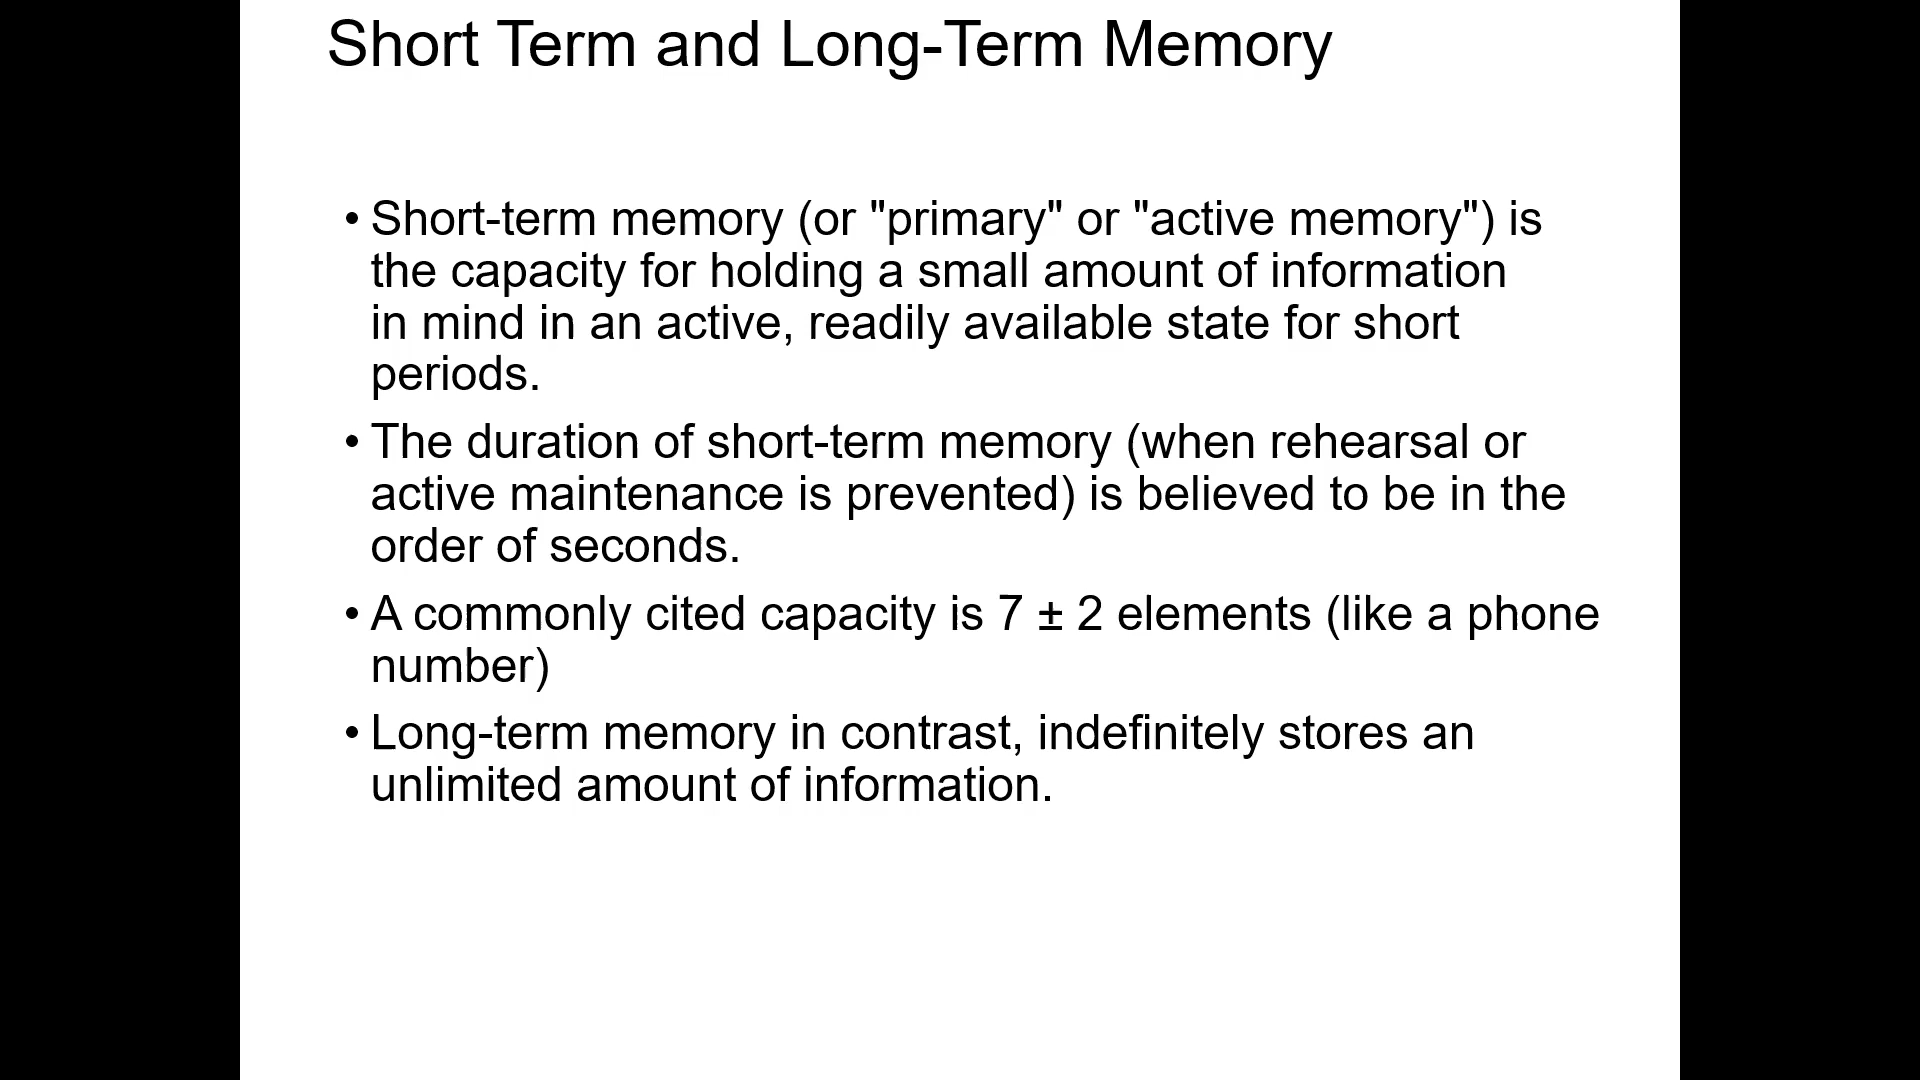 Short Term and Long-Term Memory
• Short-term memory (or "primary" or "active memory") is
the capacity for holding a small amount of information
in mind in an active, readily available state for short
periods.
• The duration of short-term memory (when rehearsal or
active maintenance is prevented) is believed to be in the
order of seconds.
• A commonly cited capacity is 7 ± 2 elements (like a phone
number)
• Long-term memory in contrast, indefinitely stores an
unlimited amount of information.